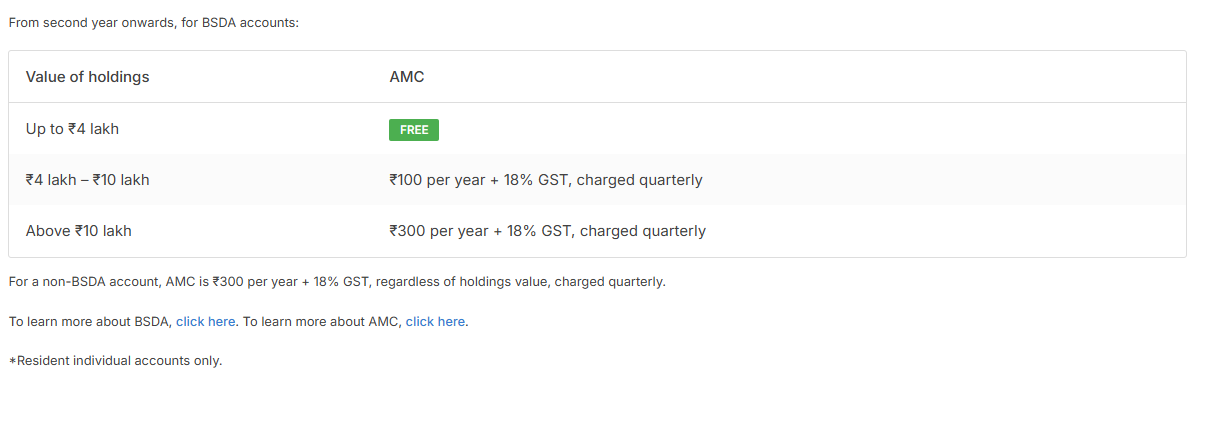 From second year onwards, for BSDA accounts:
Value of holdings AMC
Up to ₹4 lakh FREE
₹4 lakh – ₹10 lakh ₹100 per year + 18% GST, charged quarterly
Above ₹10 lakh ₹300 per year + 18% GST, charged quarterly
For a non-BSDA account, AMC is ₹300 per year + 18% GST, regardless of holdings value, charged quarterly.
To learn more about BSDA, click here. To learn more about AMC, click here.
*Resident individual accounts only.